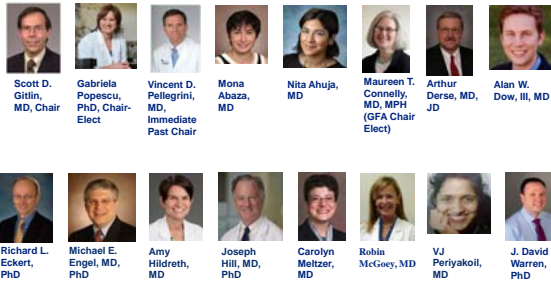 Scott D.
Gitlin,
MD, Chair
Gabriela
Popescu,
PhD, Chair-
Elect
Vincent D.
Pellegrini,
MD,
Immediate
Past Chair
Mona
Abaza,
MD
Nita Ahuja,
MD
Maureen T.
Connelly,
MD, MPH
(GFA Chair
Elect)
Arthur
Derse, MD,
JD
Alan W.
Dow, III, MD
Richard L.
Eckert,
PhD
Michael E.
Engel, MD,
PhD
Amy
Hildreth,
MD
Joseph
Hill, MD,
PhD
Carolyn
Meltzer,
MD
Robin
McGoey, MD
VJ
Periyakoil,
MD
J. David
Warren,
PhD